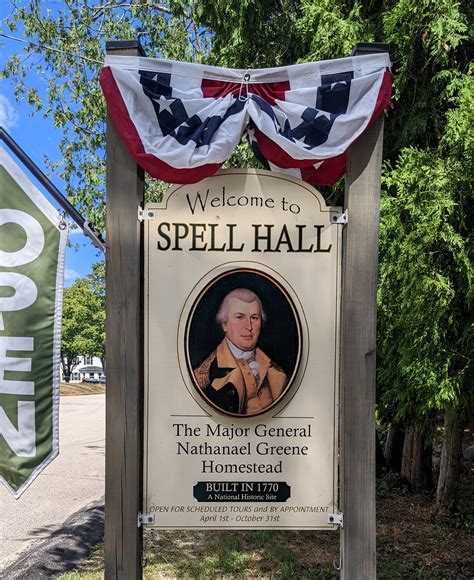 Welcome to
SPELL HALL
The Major General
Nathanael Greene
Homestead
BUILT IN 1770
A National Historic Site
OPEN FOR SCHEDULED TOURS and BY APPOINTMENT
April 1st - October 31st
OPEN